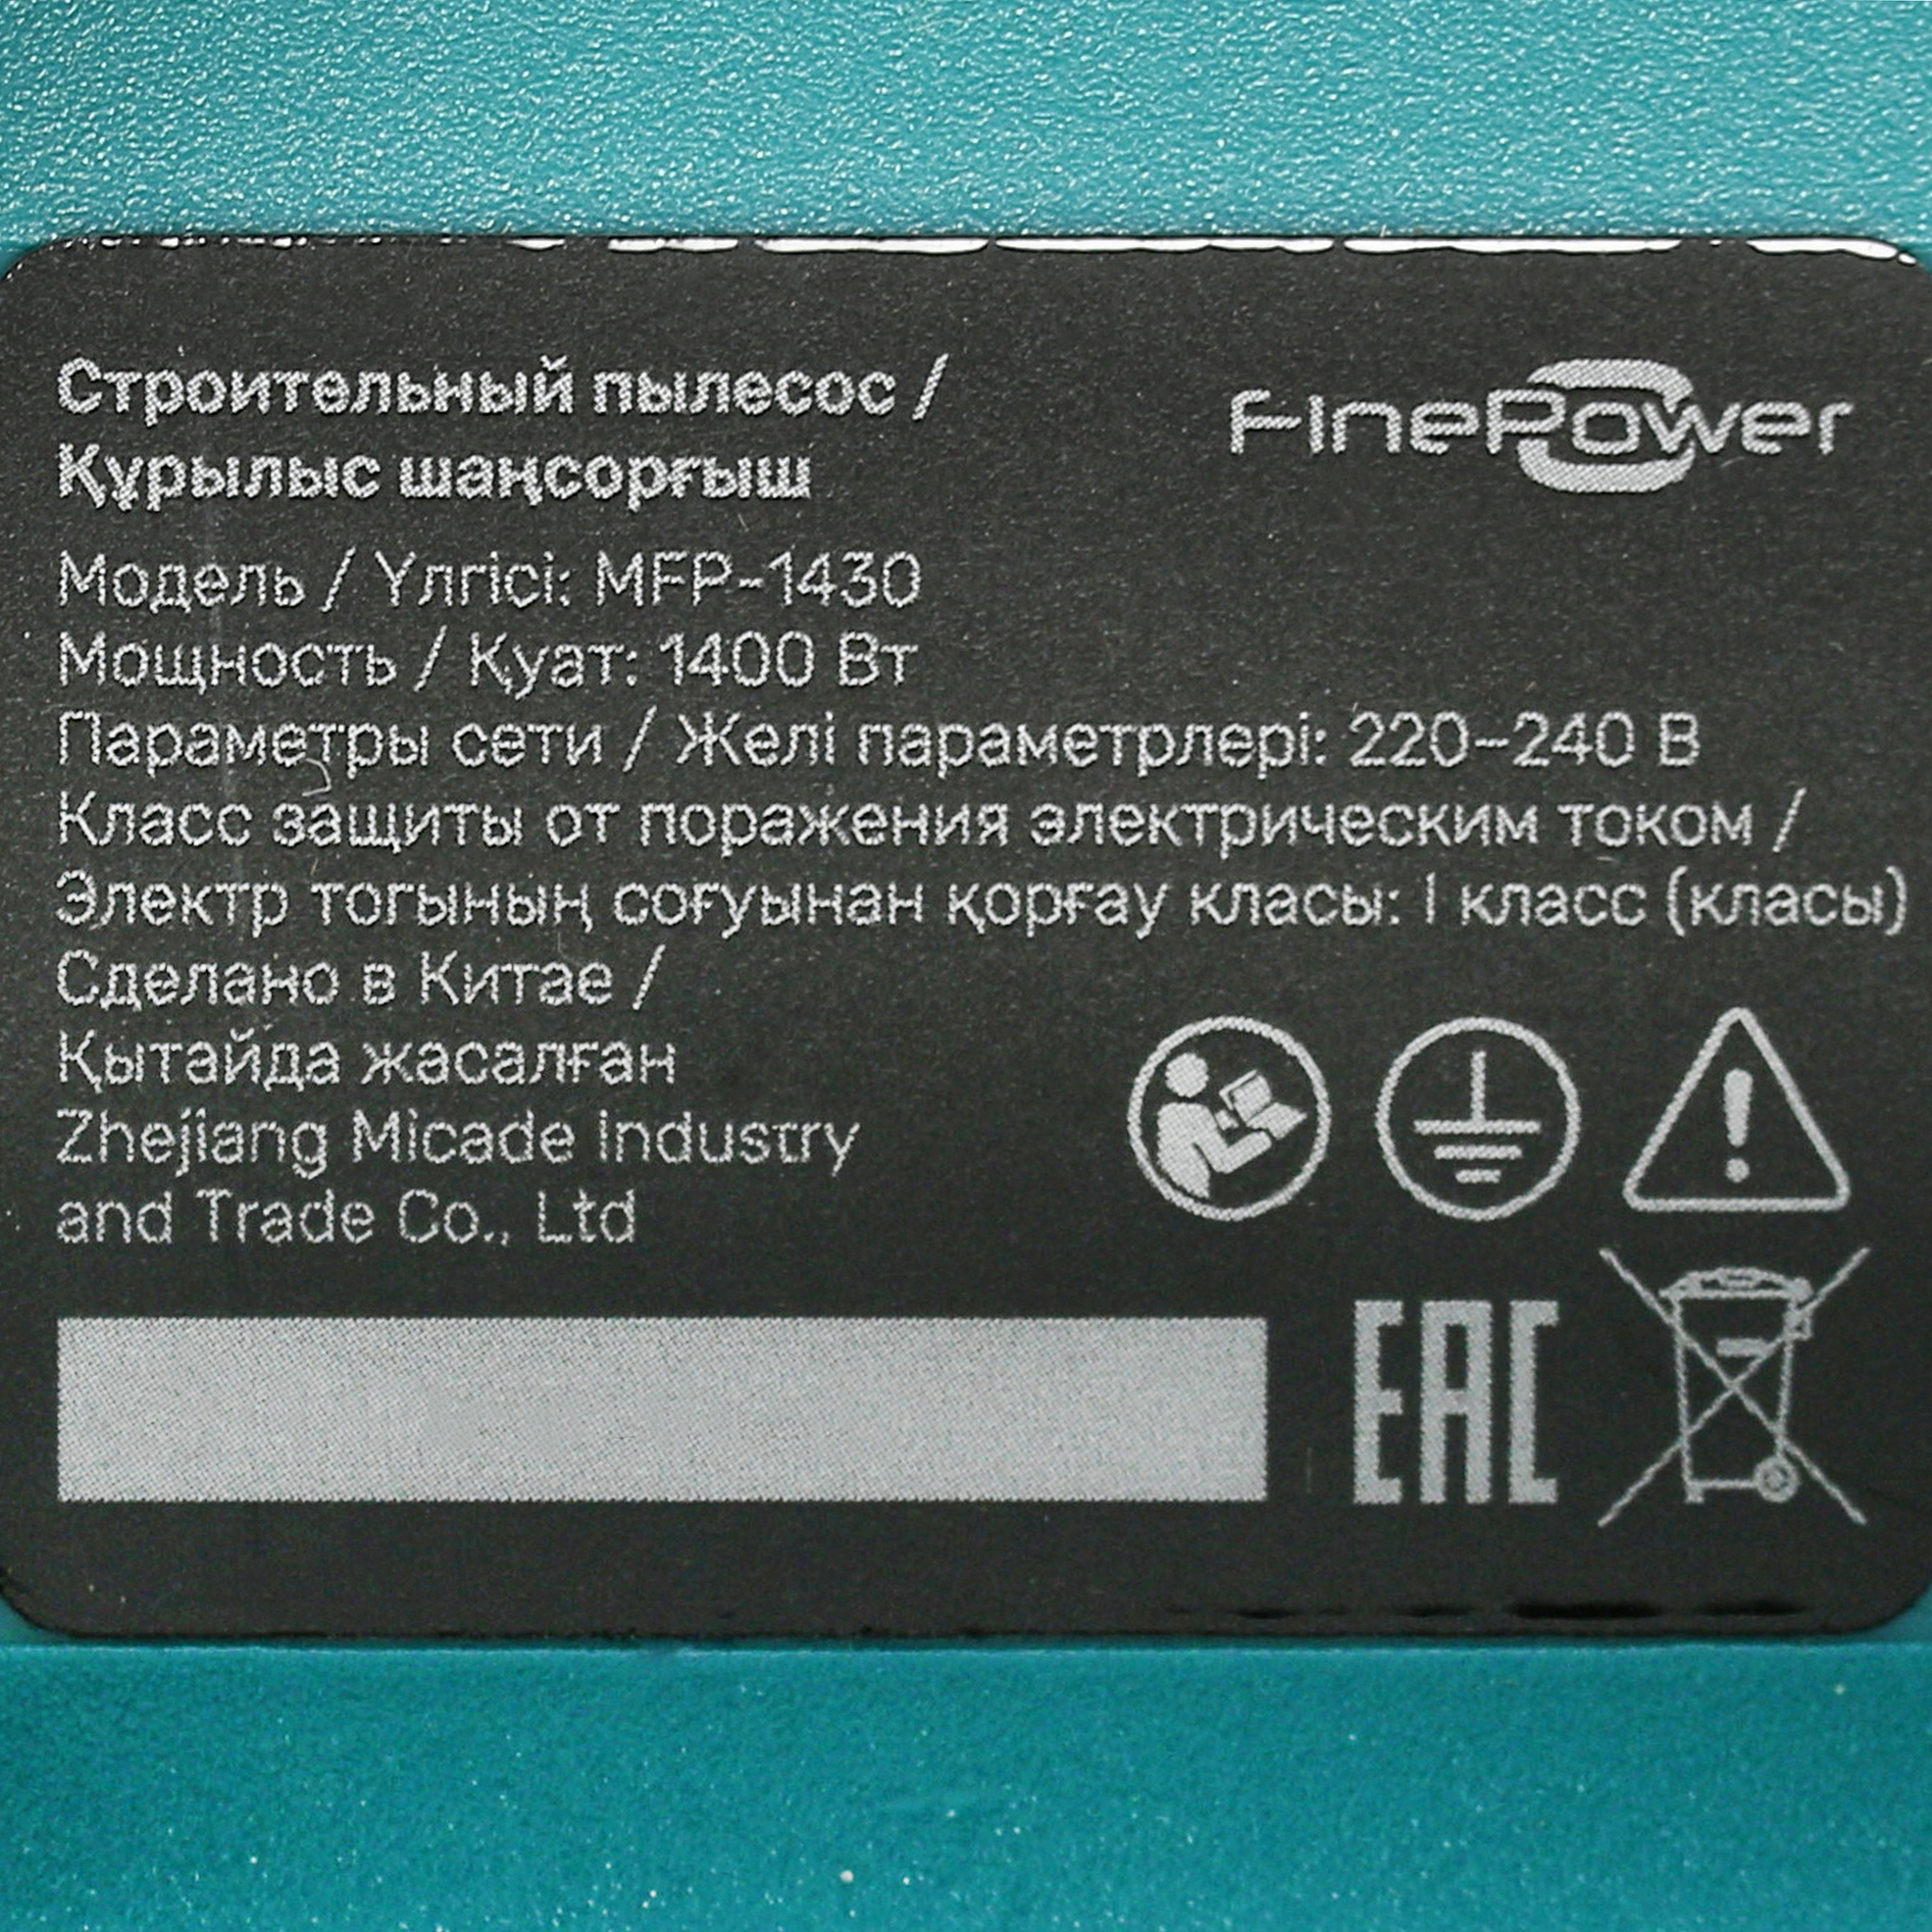 Строительный пылесос /
Құрылыс шаңсорғыш
FinePower
Модель / Үлгісі: MFP-1430
Мощность / Қуат: 1400 Вт
Параметры сети / Желі параметрлері: 220–240 В
Класс защиты от поражения электрическим током /
Электр тогының соғуынан қорғау класы: I класс (класы)
Сделано в Китае /
Қытайда жасалған
Zhejiang Micade industry
and Trade Co., Ltd
EAC